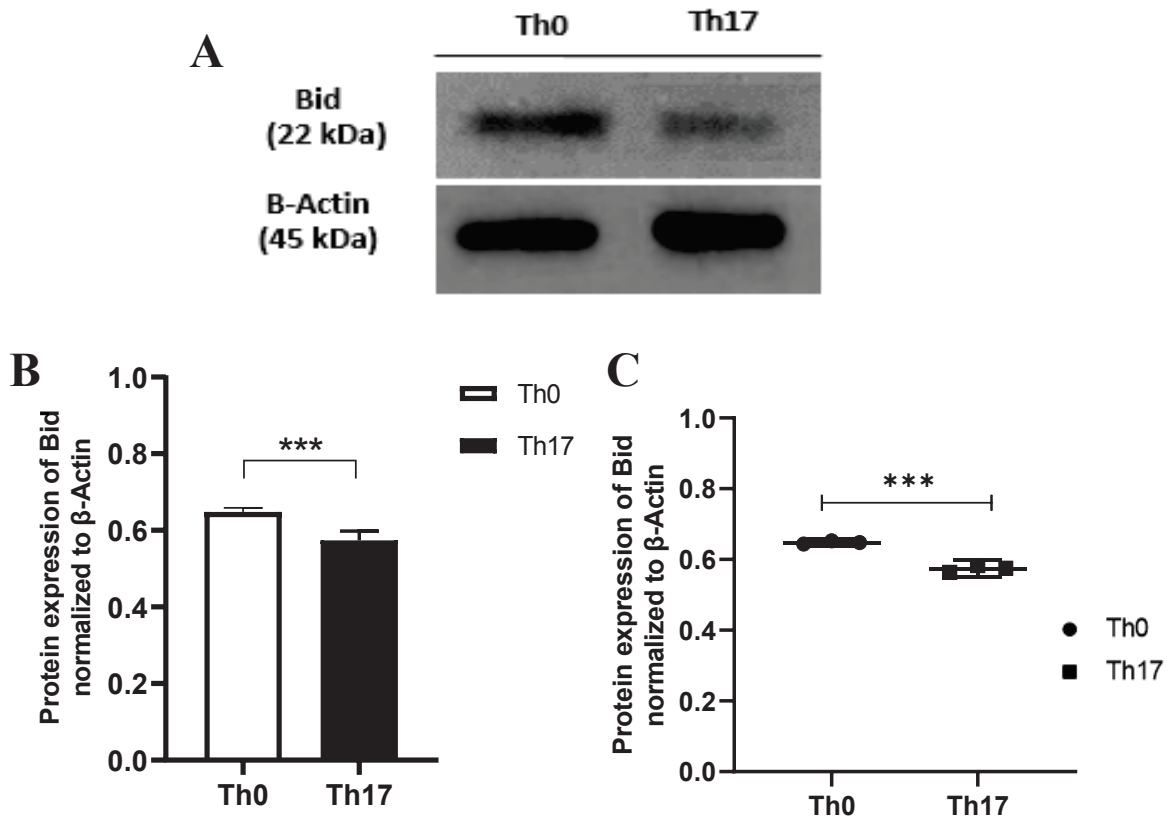 A
Th0 Th17
Bid
(22 kDa)
B-Actin
(45 kDa)
B
Protein expression of Bid
normalized to β-Actin
1.0
0.8
0.6
0.4
0.2
0.0
***
Th0
Th17
Th0 Th17
C
Protein expression of Bid
normalized to β-Actin
1.0
0.8
0.6
0.4
0.2
0.0
***
Th0
Th17
Th0 Th17